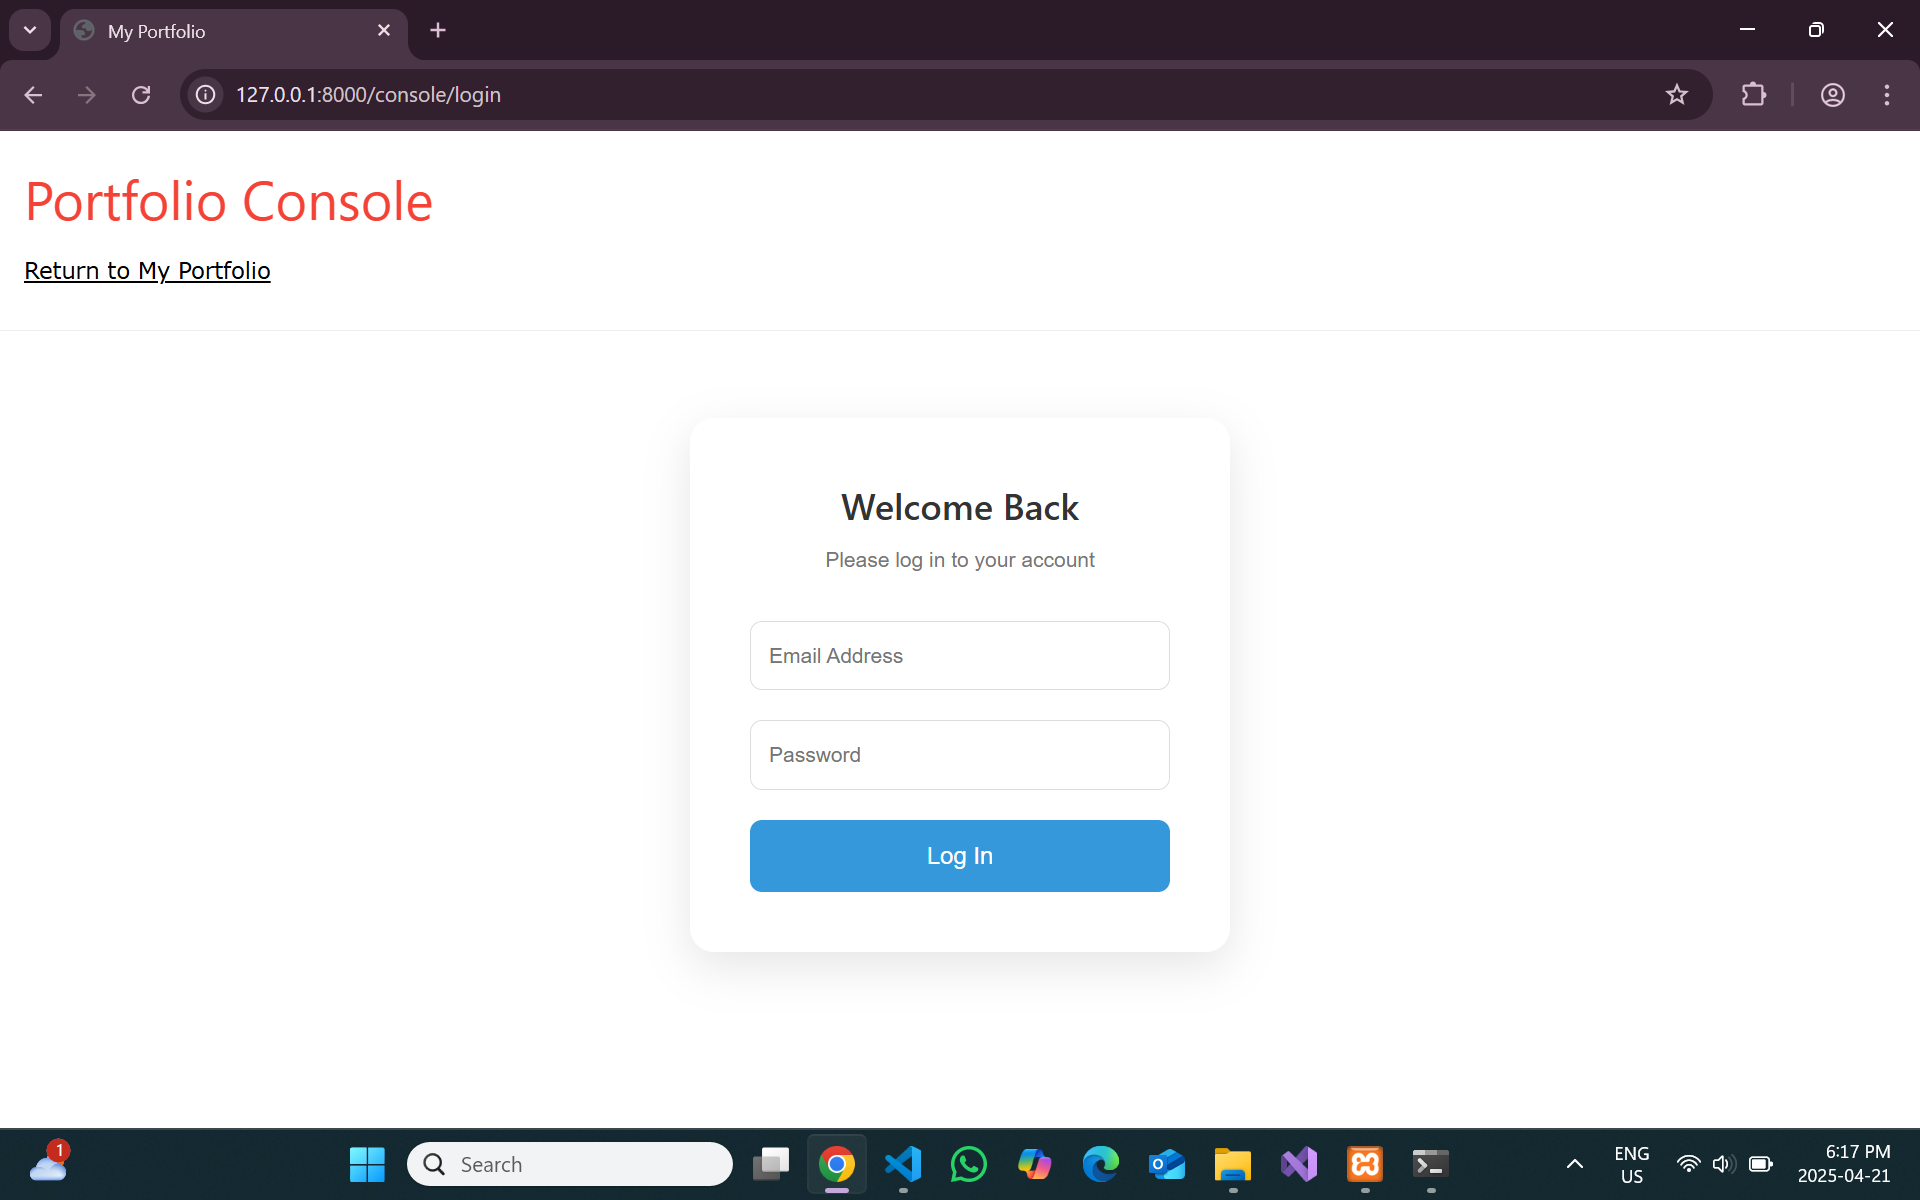 My Portfolio
127.0.0.1:8000/console/login
Portfolio Console
Return to My Portfolio
Welcome Back
Please log in to your account
Email Address
Password
Log In
1
Search
ENG
US
6:17 PM
2025-04-21